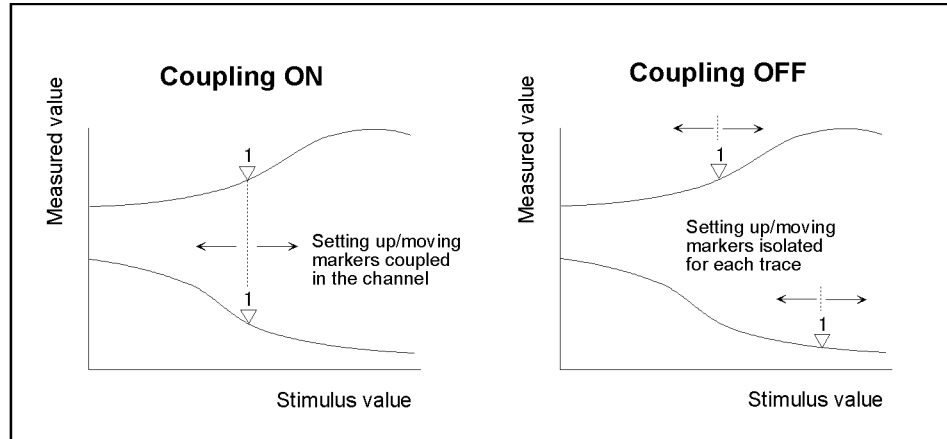 Coupling ON
Measured value
1
Setting up/moving
markers coupled
in the channel
1
Stimulus value
Coupling OFF
Measured value
1
Setting up/moving
markers isolated
for each trace
1
Stimulus value